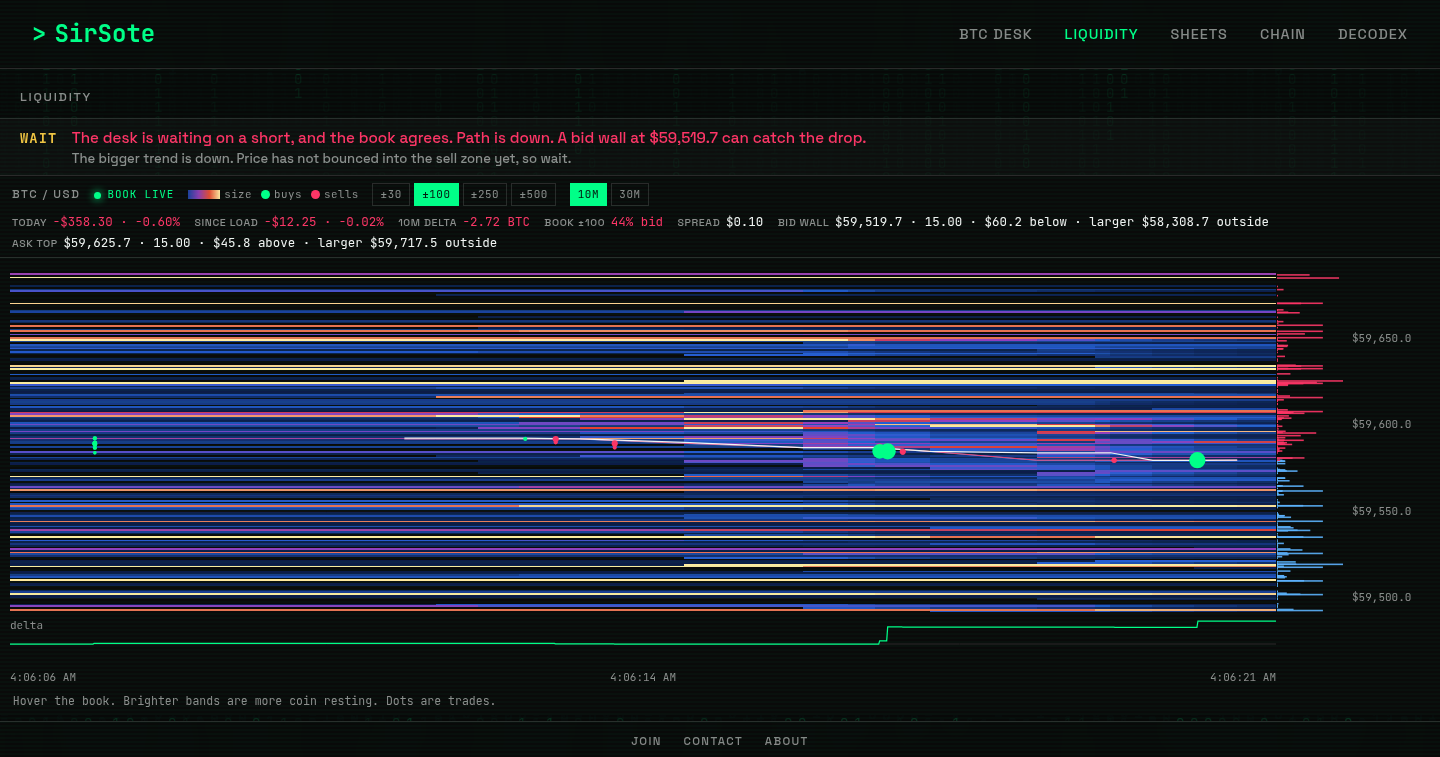 > SirSote
BTC DESK LIQUIDITY SHEETS CHAIN DECODEX
LIQUIDITY
WAIT The desk is waiting on a short, and the book agrees. Path is down. A bid wall at $59,519.7 can catch the drop.
The bigger trend is down. Price has not bounced into the sell zone yet, so wait.
BTC / USD BOOK LIVE size buys sells ±30 ±100 ±250 ±500 10M 30M
TODAY -$358.30 · -0.60% SINCE LOAD -$12.25 · -0.02% 10M DELTA -2.72 BTC BOOK ±100 44% bid SPREAD $0.10 BID WALL $59,519.7 · 15.00 · $60.2 below · larger $58,308.7 outside
ASK TOP $59,625.7 · 15.00 · $45.8 above · larger $59,717.5 outside
$59,650.0
$59,600.0
$59,550.0
$59,500.0
delta
4:06:06 AM 4:06:14 AM 4:06:21 AM
Hover the book. Brighter bands are more coin resting. Dots are trades.
JOIN CONTACT ABOUT